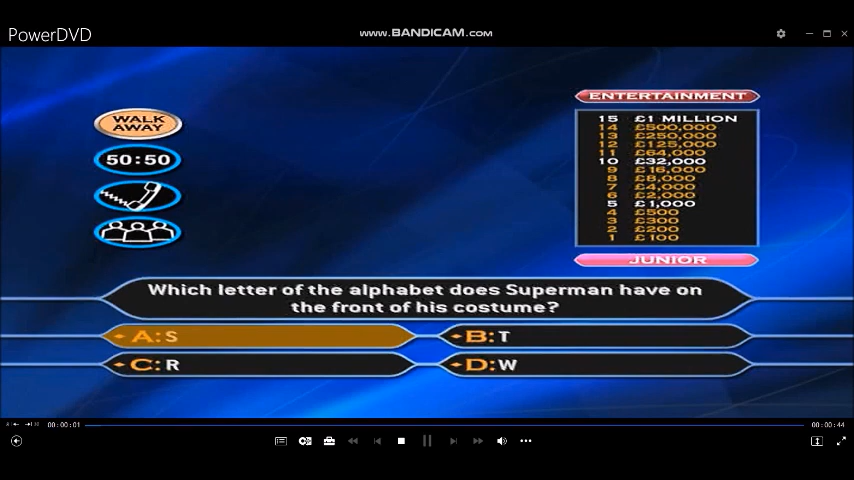 PowerDVD
www.BANDICAM.com
WALK
AWAY
50:50
ENTERTAINMENT
15 £1 MILLION
14 £500,000
13 £250,000
12 £125,000
11 £64,000
10 £32,000
9 £16,000
8 £8,000
7 £4,000
6 £2,000
5 £1,000
4 £500
3 £300
2 £200
1 £100
JUNIOR
Which letter of the alphabet does Superman have on
the front of his costume?
A: S
B: T
C: R
D: W
00:00:01
00:00:44